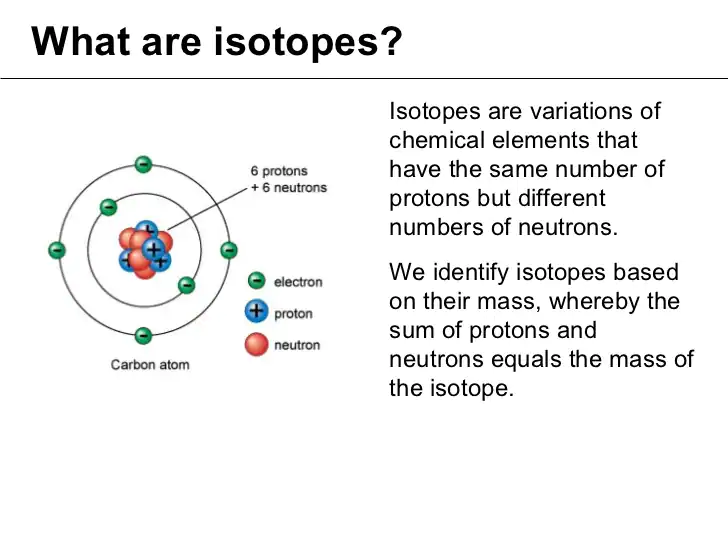 What are isotopes?
6 protons
+ 6 neutrons
electron
proton
neutron
Carbon atom
Isotopes are variations of
chemical elements that
have the same number of
protons but different
numbers of neutrons.
We identify isotopes based
on their mass, whereby the
sum of protons and
neutrons equals the mass of
the isotope.